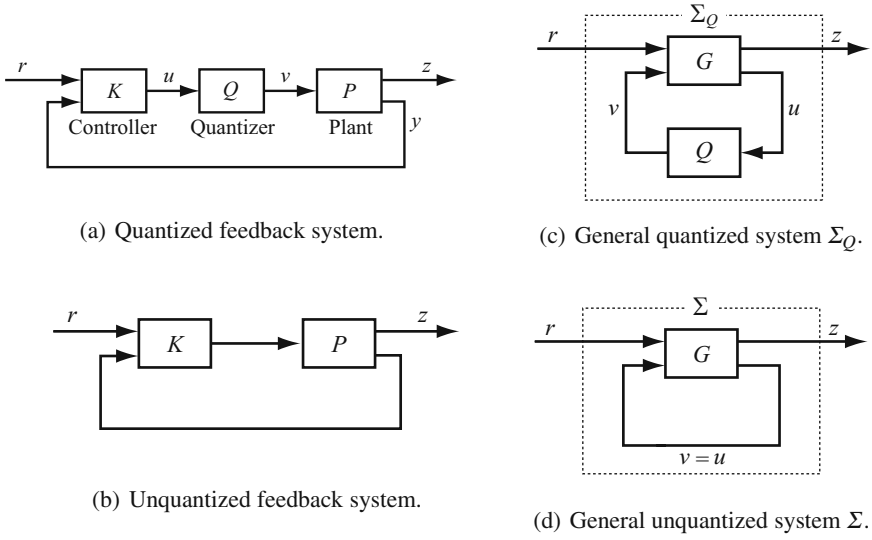 r
K
u
Q
v
P
z
y
Controller
Quantizer
Plant
(a) Quantized feedback system.
r
K
P
z
(b) Unquantized feedback system.
Σ_Q
r
G
z
v
u
Q
(c) General quantized system Σ_Q.
Σ
r
G
z
v = u
(d) General unquantized system Σ.